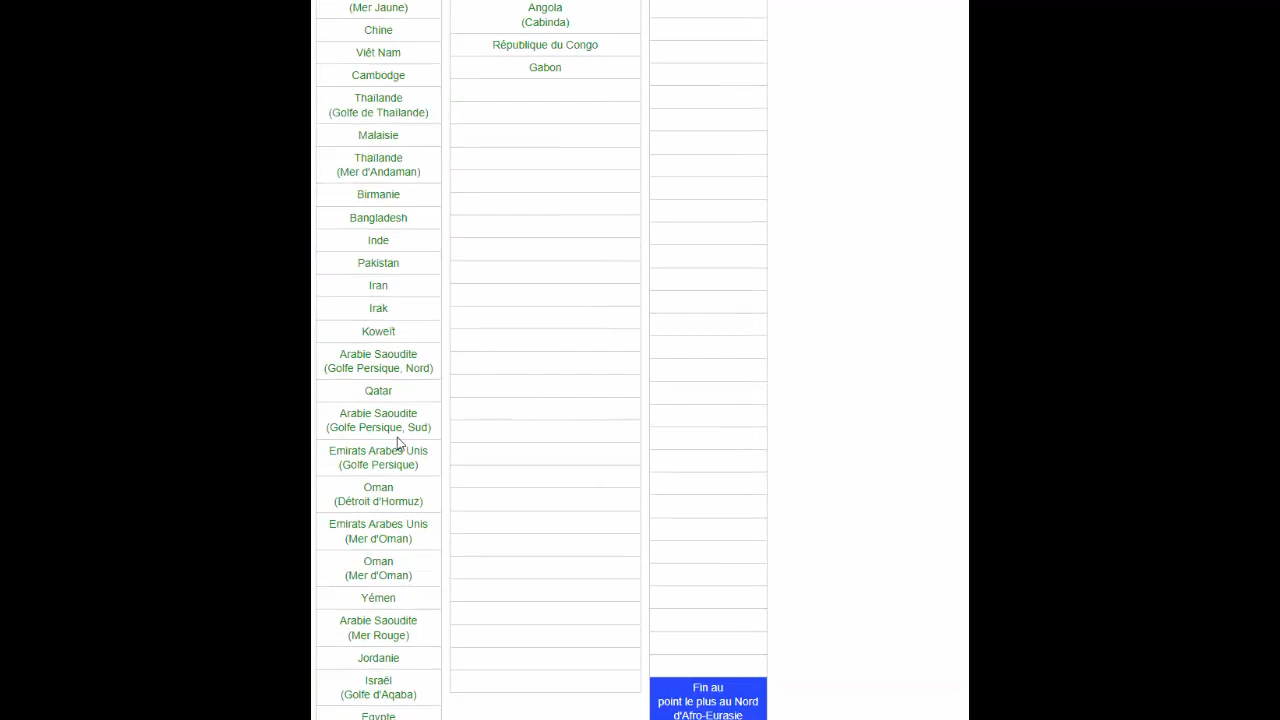 (Mer Jaune)
Chine
Viêt Nam
Cambodge
Thaïlande
(Golfe de Thaïlande)
Malaisie
Thaïlande
(Mer d'Andaman)
Birmanie
Bangladesh
Inde
Pakistan
Iran
Irak
Koweït
Arabie Saoudite
(Golfe Persique, Nord)
Qatar
Arabie Saoudite
(Golfe Persique, Sud)
Emirats Arabes Unis
(Golfe Persique)
Oman
(Détroit d'Hormuz)
Emirats Arabes Unis
(Mer d'Oman)
Oman
(Mer d'Oman)
Yémen
Arabie Saoudite
(Mer Rouge)
Jordanie
Israël
(Golfe d'Aqaba)
Egypte
Angola
(Cabinda)
République du Congo
Gabon
Fin au
point le plus au Nord
d'Afro-Eurasie